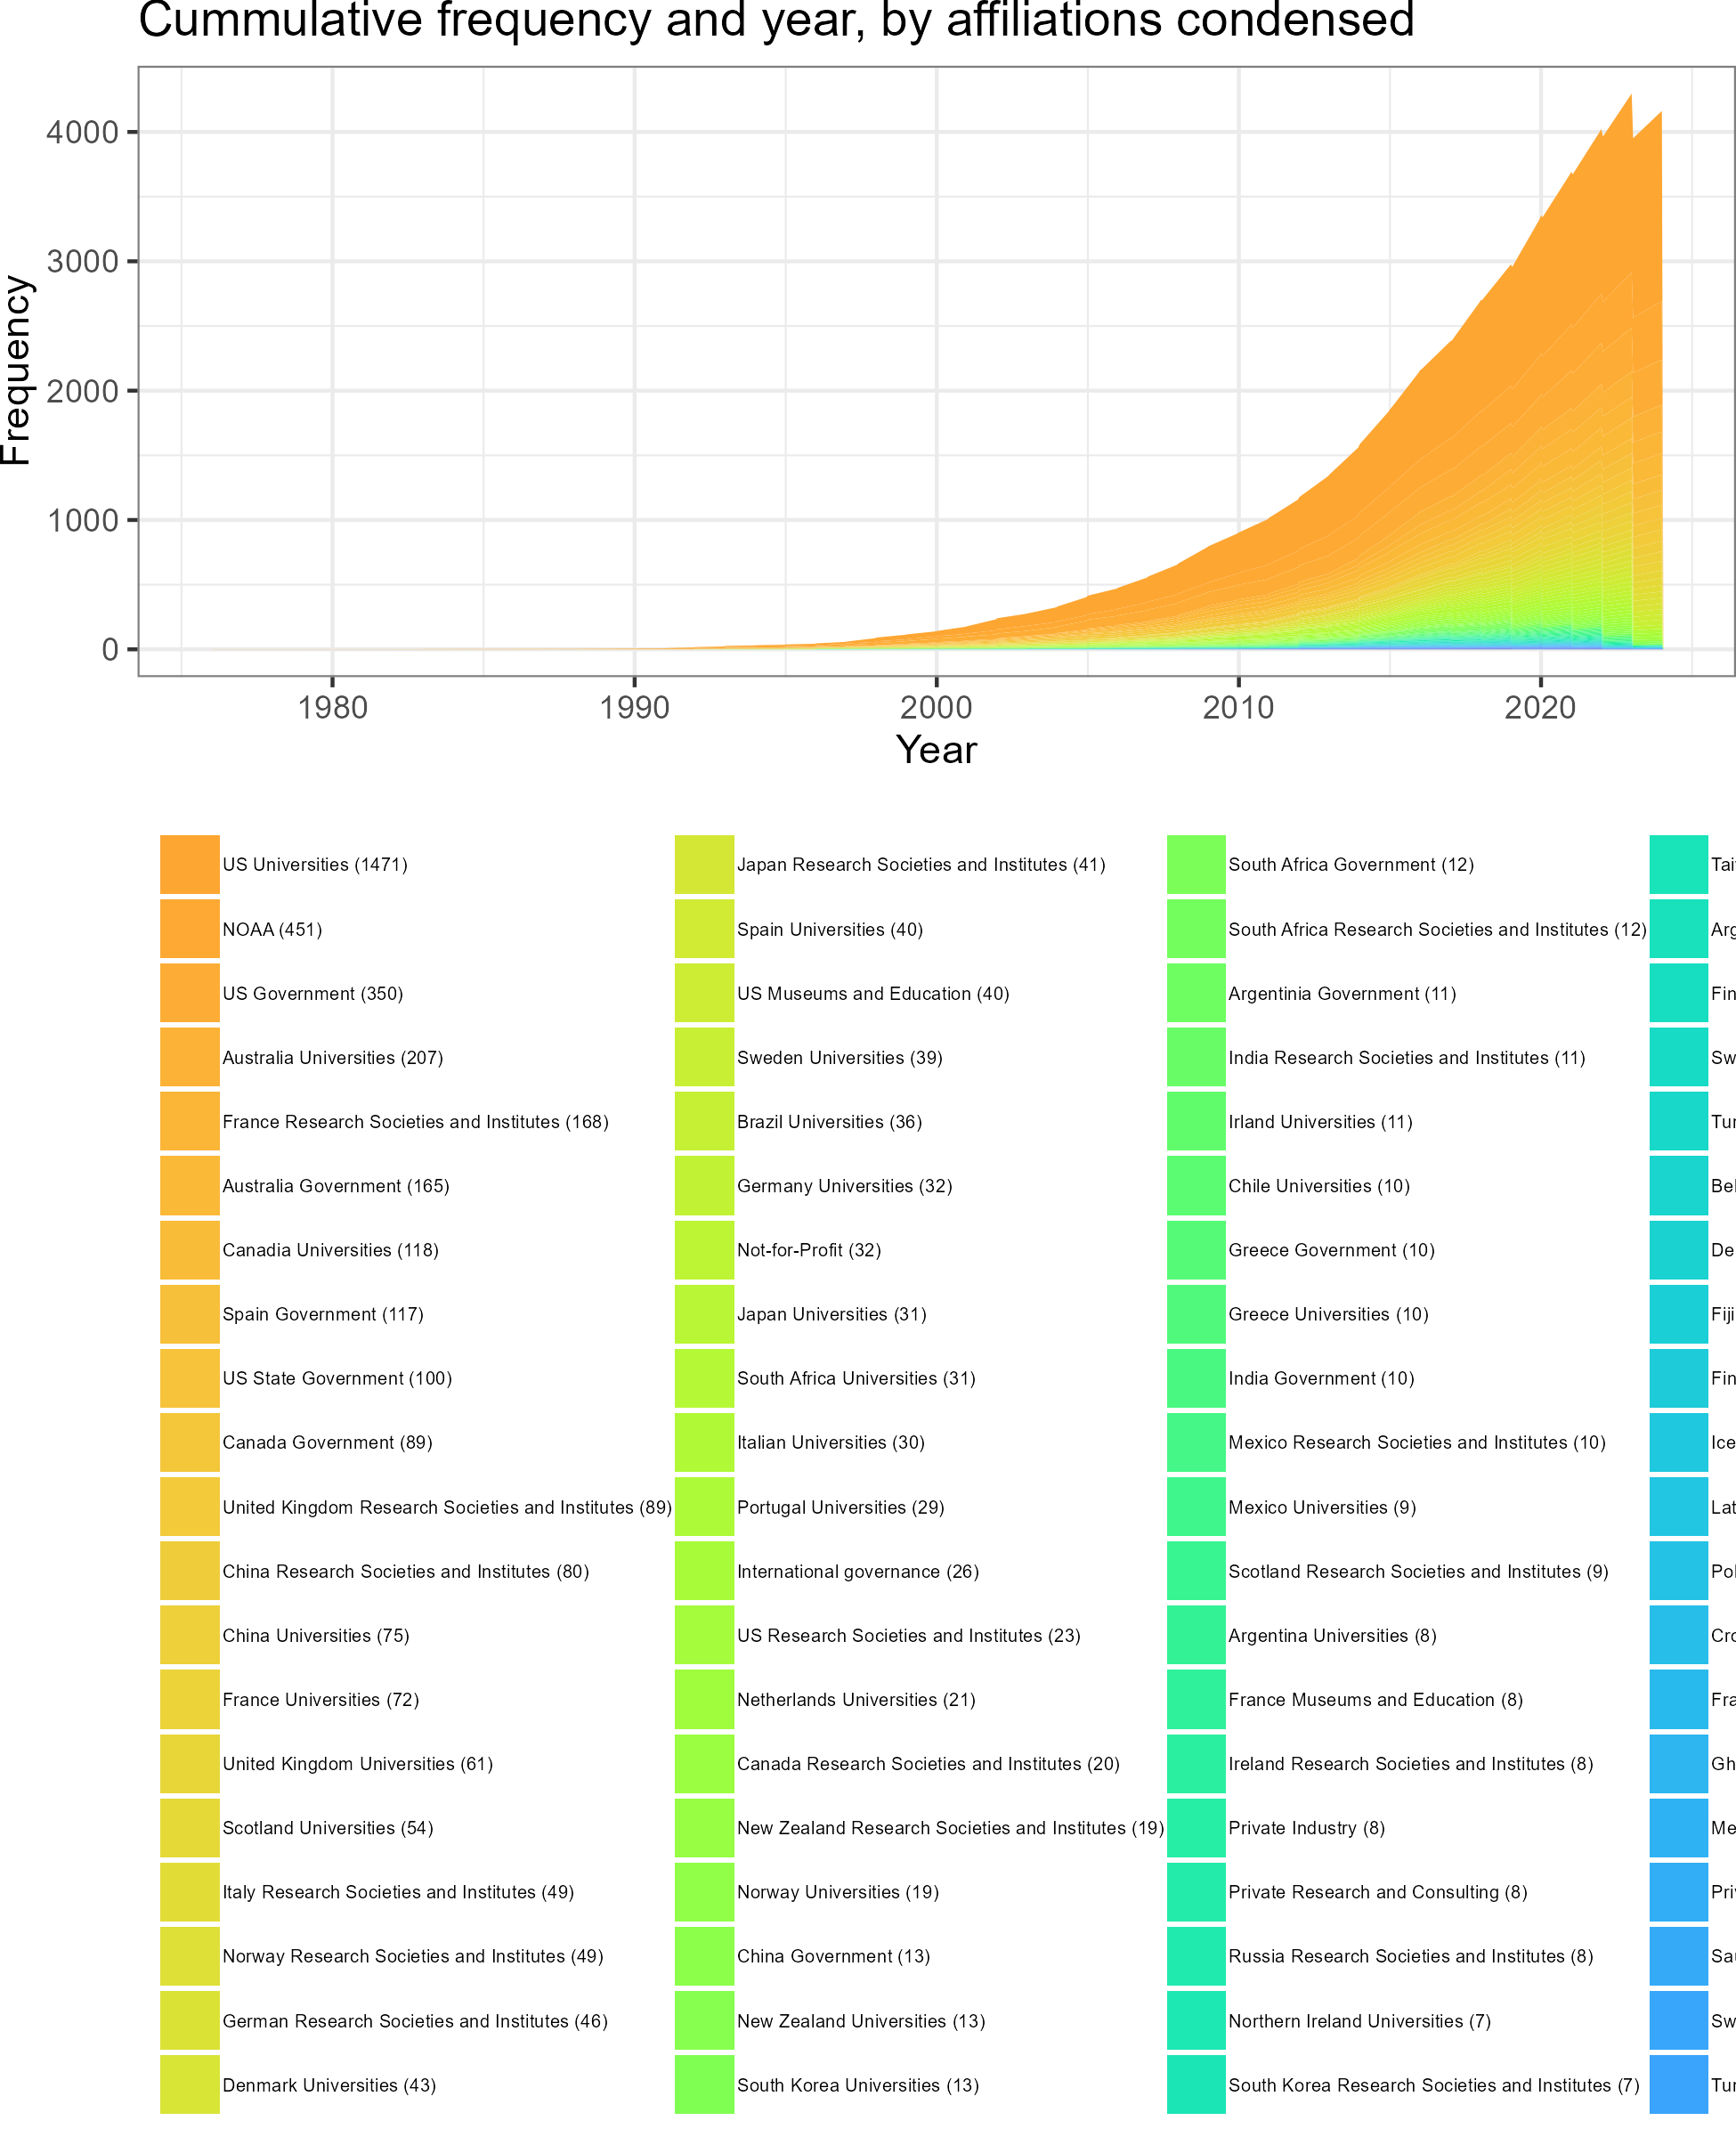 Cummulative frequency and year, by affiliations condensed
Frequency
4000
3000
2000
1000
0
1980 1990 2000 2010 2020
Year
US Universities (1471)
NOAA (451)
US Government (350)
Australia Universities (207)
France Research Societies and Institutes (168)
Australia Government (165)
Canadia Universities (118)
Spain Government (117)
US State Government (100)
Canada Government (89)
United Kingdom Research Societies and Institutes (89)
China Research Societies and Institutes (80)
China Universities (75)
France Universities (72)
United Kingdom Universities (61)
Scotland Universities (54)
Italy Research Societies and Institutes (49)
Norway Research Societies and Institutes (49)
German Research Societies and Institutes (46)
Denmark Universities (43)
Japan Research Societies and Institutes (41)
Spain Universities (40)
US Museums and Education (40)
Sweden Universities (39)
Brazil Universities (36)
Germany Universities (32)
Not-for-Profit (32)
Japan Universities (31)
South Africa Universities (31)
Italian Universities (30)
Portugal Universities (29)
International governance (26)
US Research Societies and Institutes (23)
Netherlands Universities (21)
Canada Research Societies and Institutes (20)
New Zealand Research Societies and Institutes (19)
Norway Universities (19)
China Government (13)
New Zealand Universities (13)
South Korea Universities (13)
South Africa Government (12)
South Africa Research Societies and Institutes (12)
Argentinia Government (11)
India Research Societies and Institutes (11)
Irland Universities (11)
Chile Universities (10)
Greece Government (10)
Greece Universities (10)
India Government (10)
Mexico Research Societies and Institutes (10)
Mexico Universities (9)
Scotland Research Societies and Institutes (9)
Argentina Universities (8)
France Museums and Education (8)
Ireland Research Societies and Institutes (8)
Private Industry (8)
Private Research and Consulting (8)
Russia Research Societies and Institutes (8)
Northern Ireland Universities (7)
South Korea Research Societies and Institutes (7)